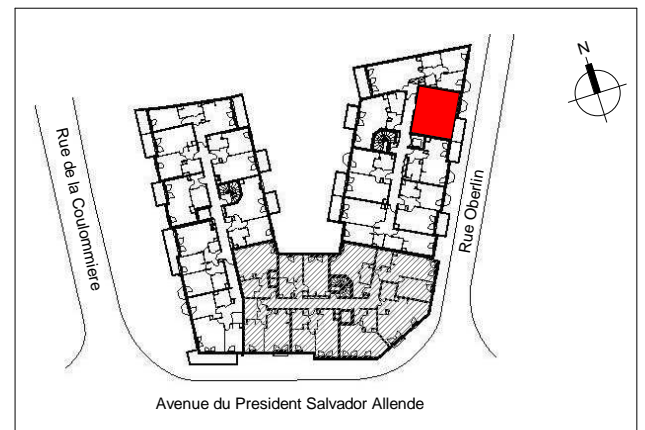 N
Rue de la Coulommiere
Rue Oberlin
Avenue du President Salvador Allende